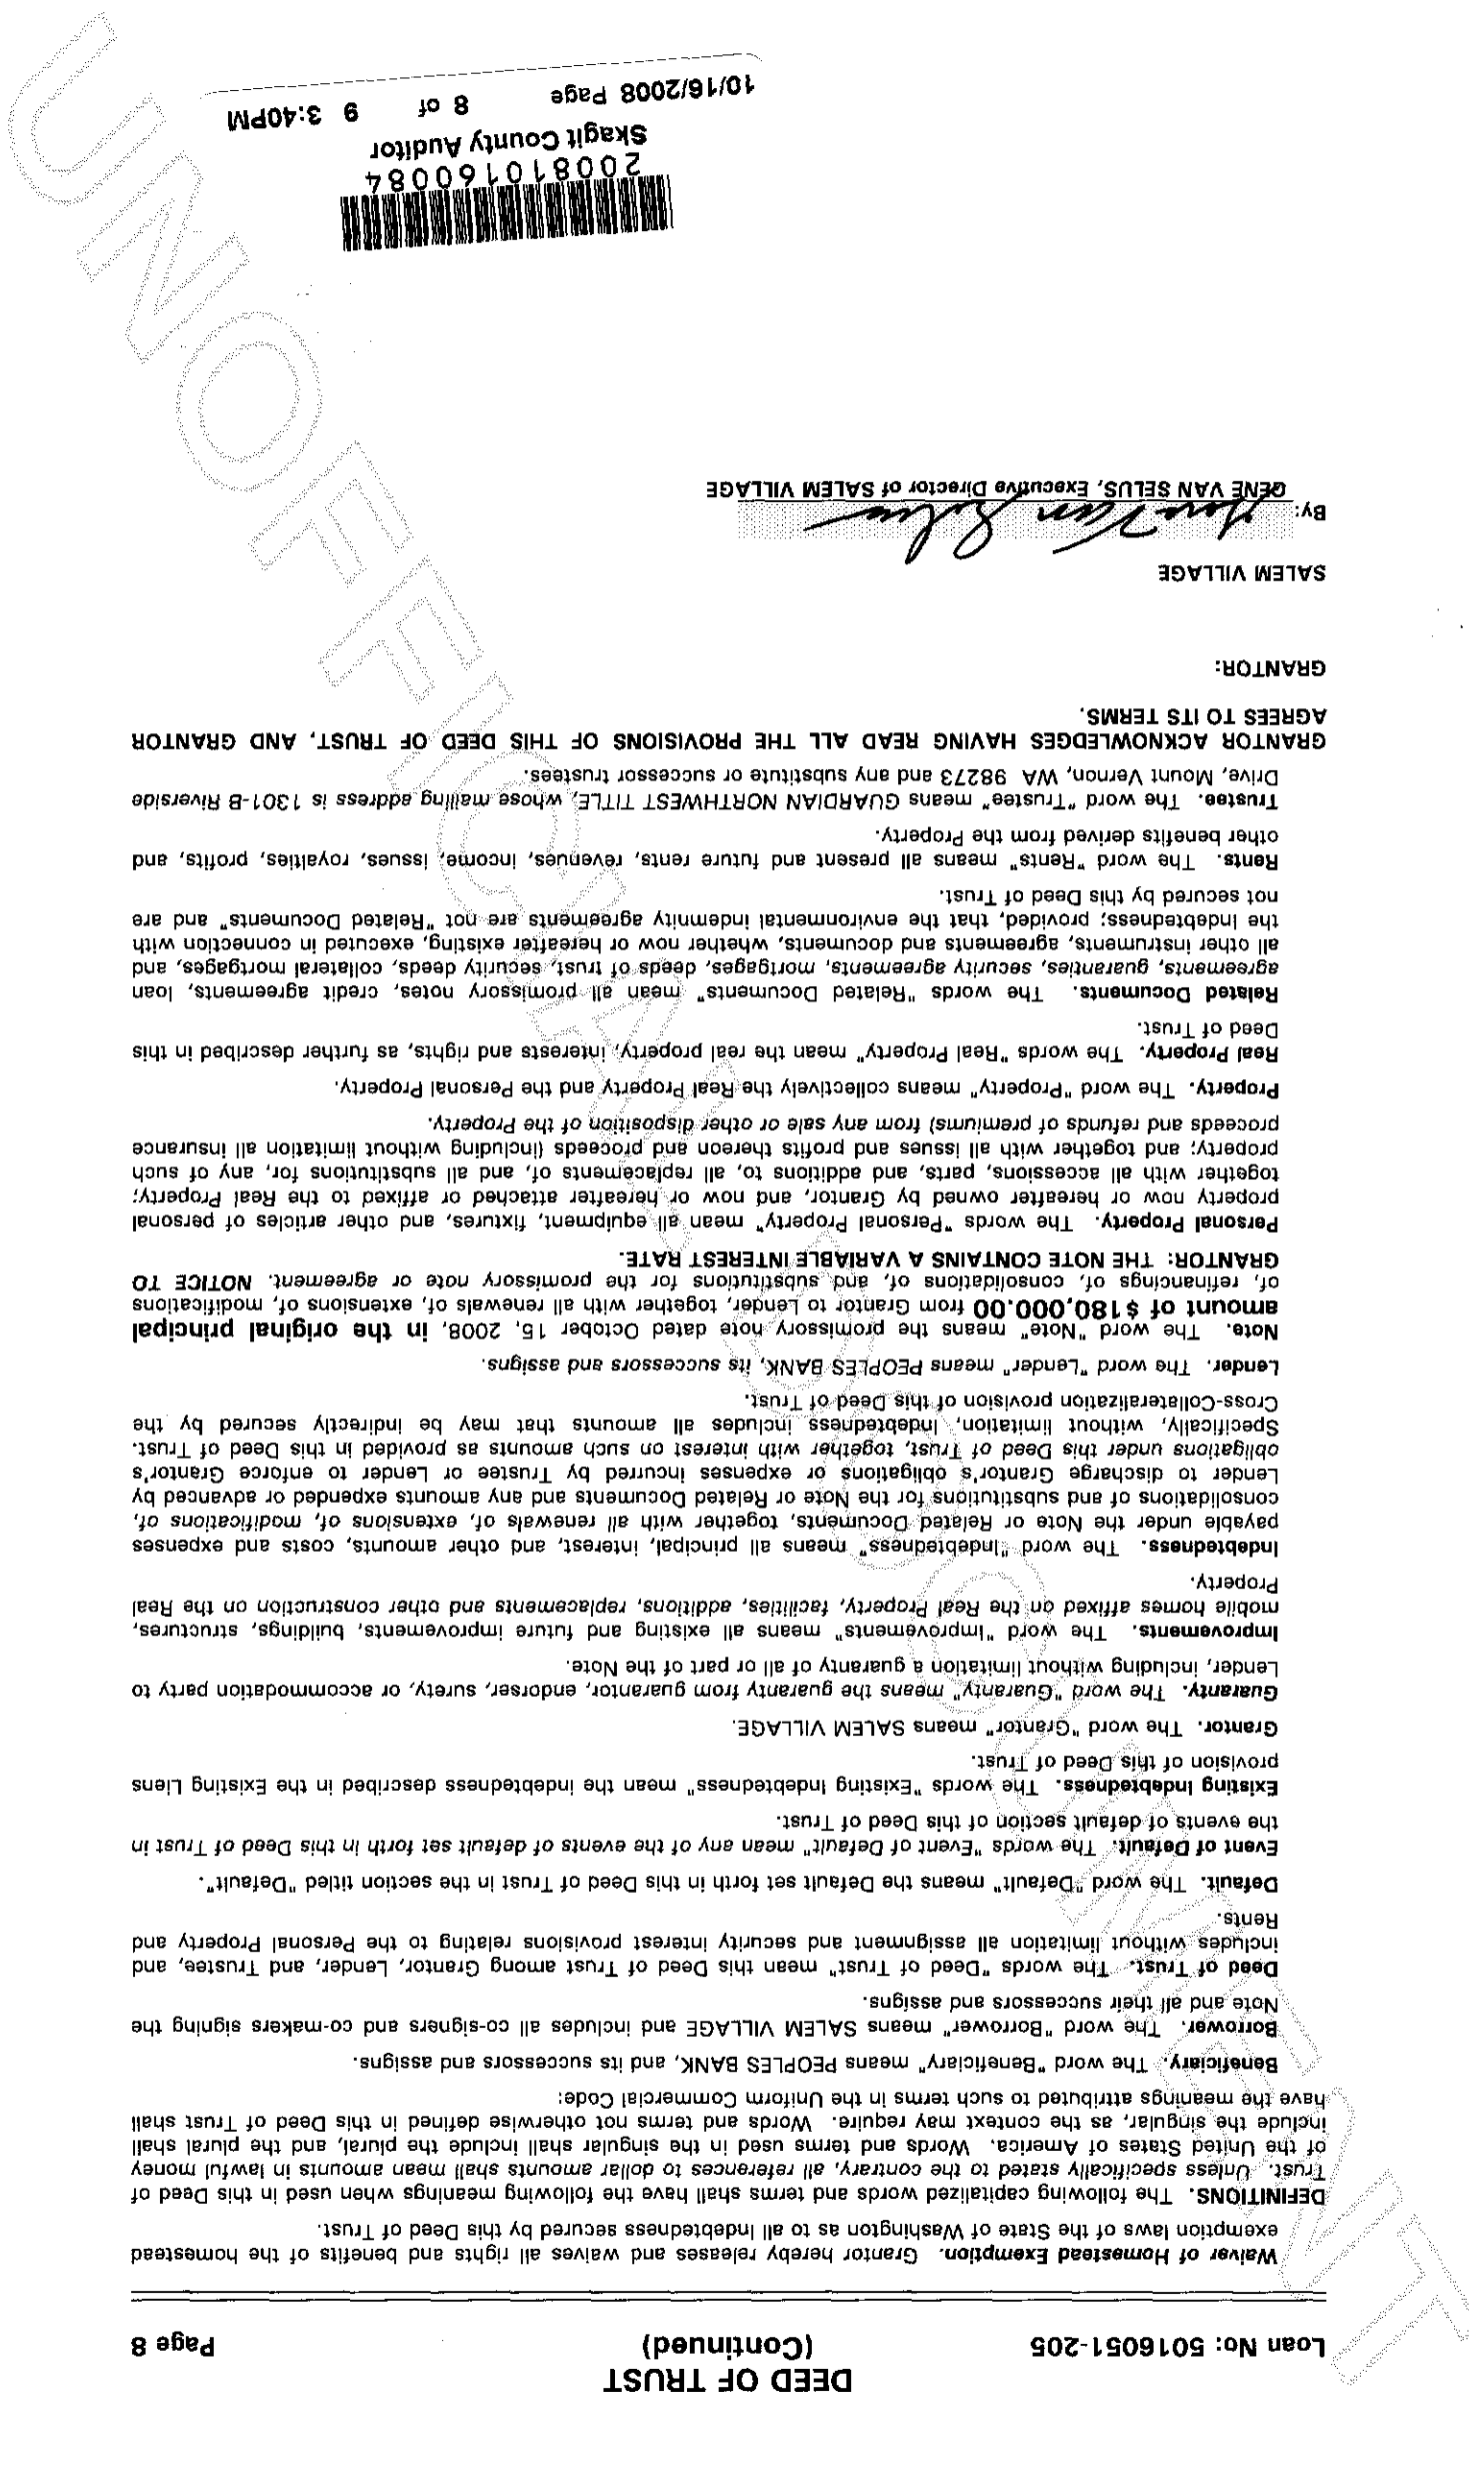 DEED OF TRUST
Loan No: 5016051-205 (Continued) Page 8
Waiver of Homestead Exemption. Grantor hereby releases and waives all rights and benefits of the homestead
exemption laws of the State of Washington as to all Indebtedness secured by this Deed of Trust.
DEFINITIONS. The following capitalized words and terms shall have the following meanings when used in this Deed of
Trust. Unless specifically stated to the contrary, all references to dollar amounts shall mean amounts in lawful money
of the United States of America. Words and terms used in the singular shall include the plural, and the plural shall
include the singular, as the context may require. Words and terms not otherwise defined in this Deed of Trust shall
have the meanings attributed to such terms in the Uniform Commercial Code:
Beneficiary. The word "Beneficiary" means PEOPLES BANK, and its successors and assigns.
Borrower. The word "Borrower" means SALEM VILLAGE and includes all co-signers and co-makers signing the
Note and all their successors and assigns.
Deed of Trust. The words "Deed of Trust" mean this Deed of Trust among Grantor, Lender, and Trustee, and
includes without limitation all assignment and security interest provisions relating to the Personal Property and
Rents.
Default. The word "Default" means the Default set forth in this Deed of Trust in the section titled "Default".
Event of Default. The words "Event of Default" mean any of the events of default set forth in this Deed of Trust in
the events of default section of this Deed of Trust.
Existing Indebtedness. The words "Existing Indebtedness" mean the indebtedness described in the Existing Liens
provision of this Deed of Trust.
Grantor. The word "Grantor" means SALEM VILLAGE.
Guaranty. The word "Guaranty" means the guaranty from guarantor, endorser, surety, or accommodation party to
Lender, including without limitation a guaranty of all or part of the Note.
Improvements. The word "Improvements" means all existing and future improvements, buildings, structures,
mobile homes affixed on the Real Property, facilities, additions, replacements and other construction on the Real
Property.
Indebtedness. The word "Indebtedness" means all principal, interest, and other amounts, costs and expenses
payable under the Note or Related Documents, together with all renewals of, extensions of, modifications of,
consolidations of and substitutions for the Note or Related Documents and any amounts expended or advanced by
Lender to discharge Grantor's obligations or expenses incurred by Trustee or Lender to enforce Grantor's
obligations under this Deed of Trust, together with interest on such amounts as provided in this Deed of Trust.
Specifically, without limitation, Indebtedness includes all amounts that may be indirectly secured by the
Cross-Collateralization provision of this Deed of Trust.
Lender. The word "Lender" means PEOPLES BANK, its successors and assigns.
Note. The word "Note" means the promissory note dated October 15, 2008, in the original principal
amount of $180,000.00 from Grantor to Lender, together with all renewals of, extensions of, modifications
of, refinancings of, consolidations of, and substitutions for the promissory note or agreement. NOTICE TO
GRANTOR: THE NOTE CONTAINS A VARIABLE INTEREST RATE.
Personal Property. The words "Personal Property" mean all equipment, fixtures, and other articles of personal
property now or hereafter owned by Grantor, and now or hereafter attached or affixed to the Real Property;
together with all accessions, parts, and additions to, all replacements of, and all substitutions for, any of such
property; and together with all issues and profits thereon and proceeds (including without limitation all insurance
proceeds and refunds of premiums) from any sale or other disposition of the Property.
Property. The word "Property" means collectively the Real Property and the Personal Property.
Real Property. The words "Real Property" mean the real property, interests and rights, as further described in this
Deed of Trust.
Related Documents. The words "Related Documents" mean all promissory notes, credit agreements, loan
agreements, guaranties, security agreements, mortgages, deeds of trust, security deeds, collateral mortgages, and
all other instruments, agreements and documents, whether now or hereafter existing, executed in connection with
the Indebtedness; provided, that the environmental indemnity agreements are not "Related Documents" and are
not secured by this Deed of Trust.
Rents. The word "Rents" means all present and future rents, revenues, income, issues, royalties, profits, and
other benefits derived from the Property.
Trustee. The word "Trustee" means GUARDIAN NORTHWEST TITLE, whose mailing address is 1301-B Riverside
Drive, Mount Vernon, WA 98273 and any substitute or successor trustees.
GRANTOR ACKNOWLEDGES HAVING READ ALL THE PROVISIONS OF THIS DEED OF TRUST, AND GRANTOR
AGREES TO ITS TERMS.
GRANTOR:
SALEM VILLAGE
By: Gene Van Selus
GENE VAN SELUS, Executive Director of SALEM VILLAGE
200810160084
Skagit County Auditor
10/16/2008 Page 8 of 9 3:40PM
UNOFFICIAL DOCUMENT